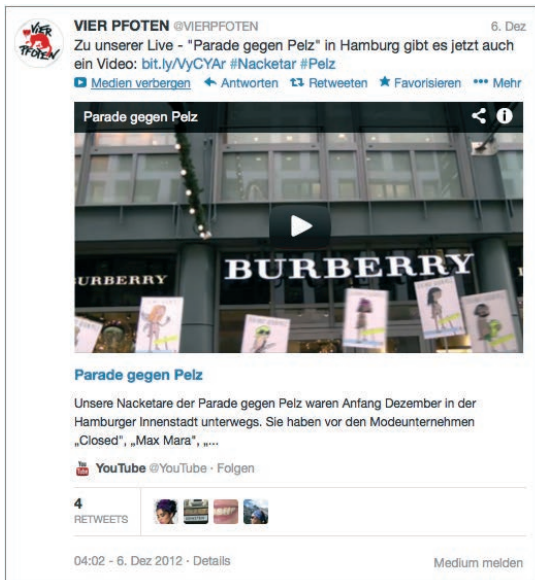 VIER PFOTEN
VIER PFOTEN @VIERPFOTEN 6. Dez
Zu unserer Live - "Parade gegen Pelz" in Hamburg gibt es jetzt auch
ein Video: bit.ly/VyCYAr #Nacketar #Pelz
Medien verbergen Antworten Retweeten Favorisieren Mehr
Parade gegen Pelz
BURBERRY BURBERRY
Parade gegen Pelz
Unsere Nacketare der Parade gegen Pelz waren Anfang Dezember in der
Hamburger Innenstadt unterwegs. Sie haben vor den Modeunternehmen
„Closed", „Max Mara", „...
You Tube YouTube @YouTube · Folgen
4
RETWEETS
04:02 - 6. Dez 2012 · Details Medium melden